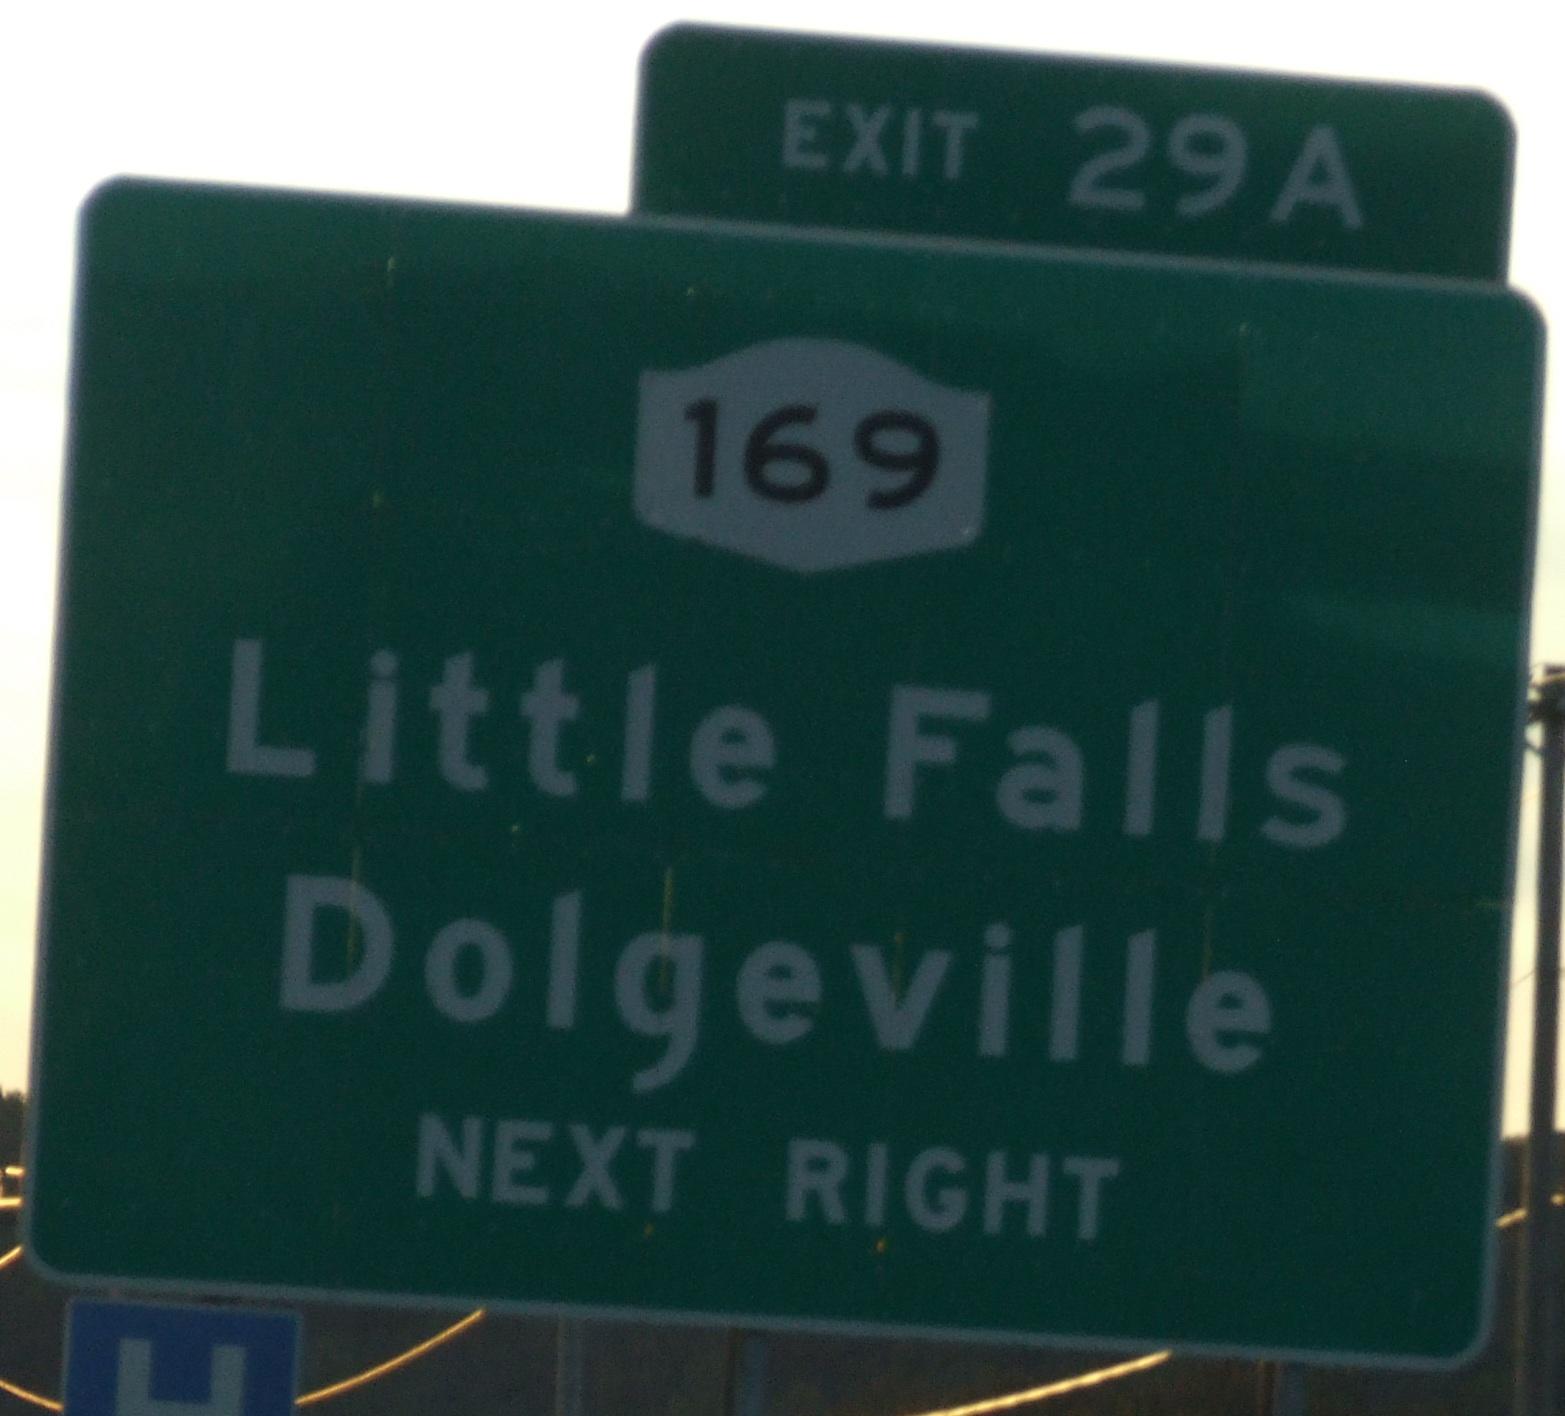 EXIT 29A
169
Little Falls
Dolgeville
NEXT RIGHT
H